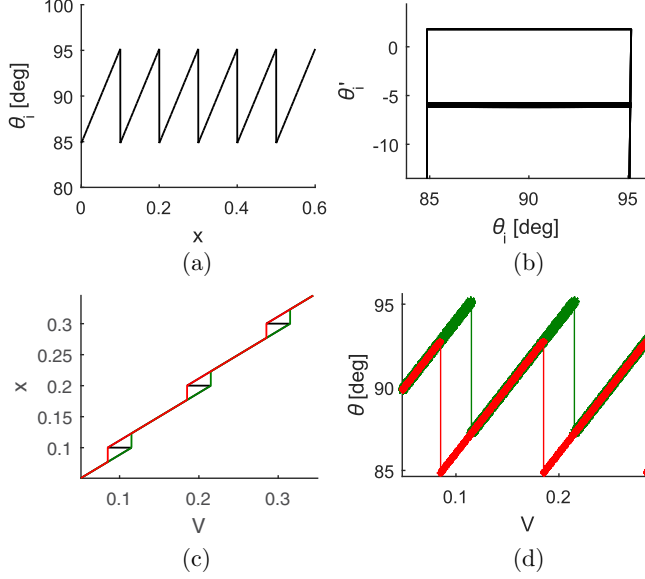 100
95
90
85
80
θi [deg]
0 0.2 0.4 0.6
x
(a)
0
-5
-10
θi'
85 90 95
θi [deg]
(b)
0.3
0.25
0.2
0.15
0.1
x
0.1 0.2 0.3
V
(c)
95
90
85
θ [deg]
0.1 0.2
V
(d)